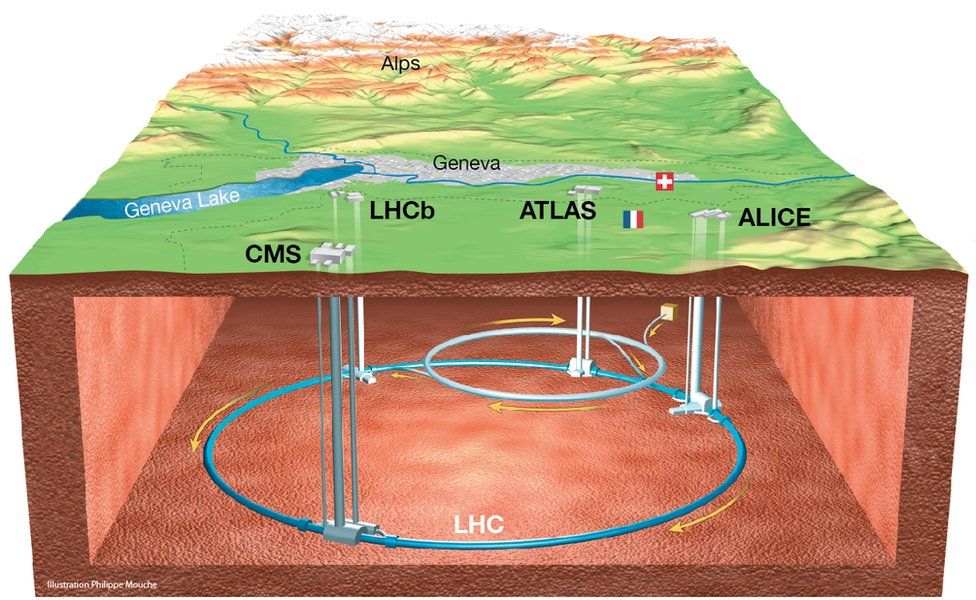 Alps
Geneva
Geneva Lake
LHCb
ATLAS
ALICE
CMS
LHC
Illustration Philippe Mouche